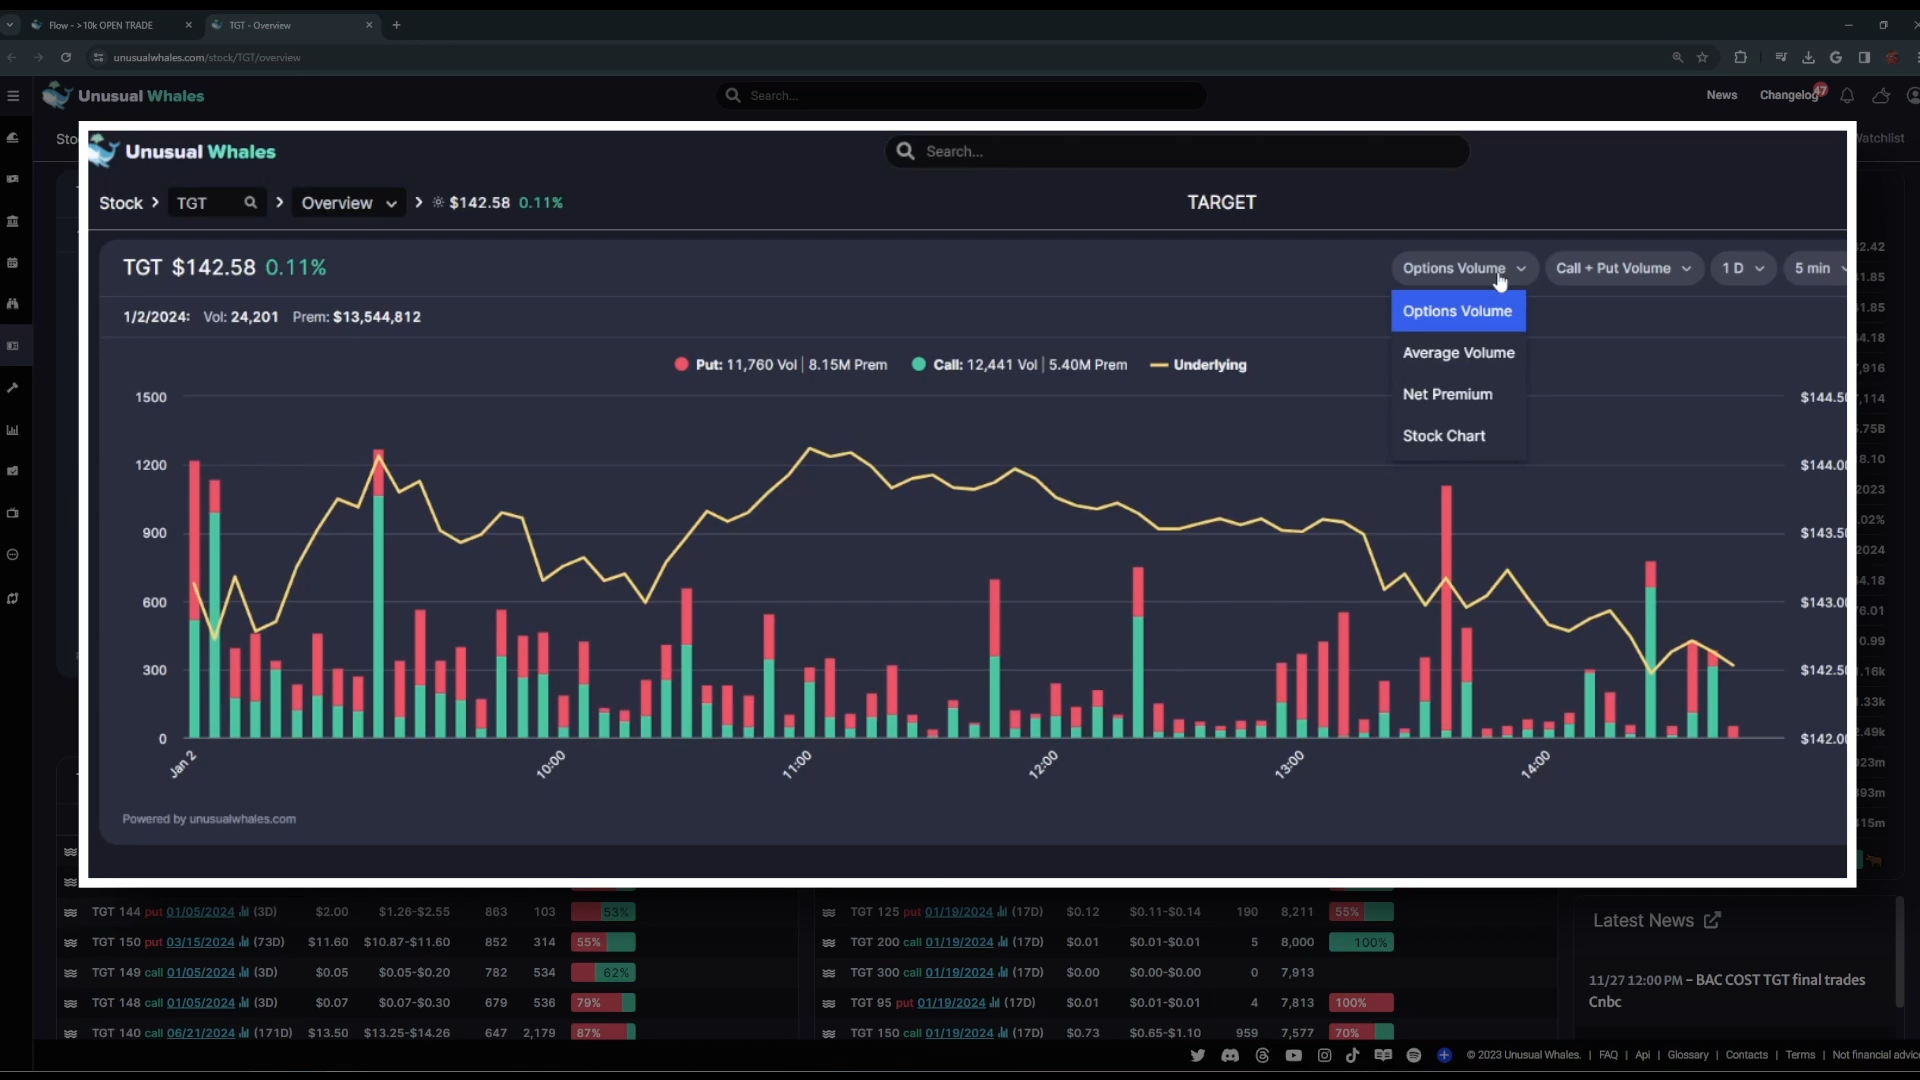 Flow - >10k OPEN TRADE
TGT - Overview
unusualwhales.com/stock/TGT/overview
Unusual Whales
Search...
News
Changelog
47
Sto
Watchlist
Unusual Whales
Search...
Stock > TGT > Overview > $142.58 0.11%
TARGET
TGT $142.58 0.11%
Options Volume
Call + Put Volume
1 D
5 min
1/2/2024: Vol: 24,201 Prem: $13,544,812
Options Volume
Average Volume
Net Premium
Stock Chart
Put: 11,760 Vol | 8.15M Prem
Call: 12,441 Vol | 5.40M Prem
Underlying
1500
1200
900
600
300
0
$144.50
$144.00
$143.50
$143.00
$142.50
$142.00
Jan 2
10:00
11:00
12:00
13:00
14:00
Powered by unusualwhales.com
TGT 144 put 01/05/2024 (3D) $2.00 $1.26-$2.55 863 103 53%
TGT 150 put 03/15/2024 (73D) $11.60 $10.87-$11.60 852 314 55%
TGT 149 call 01/05/2024 (3D) $0.05 $0.05-$0.20 782 534 62%
TGT 148 call 01/05/2024 (3D) $0.07 $0.07-$0.30 679 536 79%
TGT 140 call 06/21/2024 (171D) $13.50 $13.25-$14.26 647 2,179 87%
TGT 125 put 01/19/2024 (17D) $0.12 $0.11-$0.14 190 8,211 55%
TGT 200 call 01/19/2024 (17D) $0.01 $0.01-$0.01 5 8,000 100%
TGT 300 call 01/19/2024 (17D) $0.00 $0.00-$0.00 0 7,913
TGT 95 put 01/19/2024 (17D) $0.01 $0.01-$0.01 4 7,813 100%
TGT 150 call 01/19/2024 (17D) $0.73 $0.65-$1.10 959 7,577 70%
Latest News
11/27 12:00 PM – BAC COST TGT final trades
Cnbc
© 2023 Unusual Whales. | FAQ | Api | Glossary | Contacts | Terms | Not financial advice